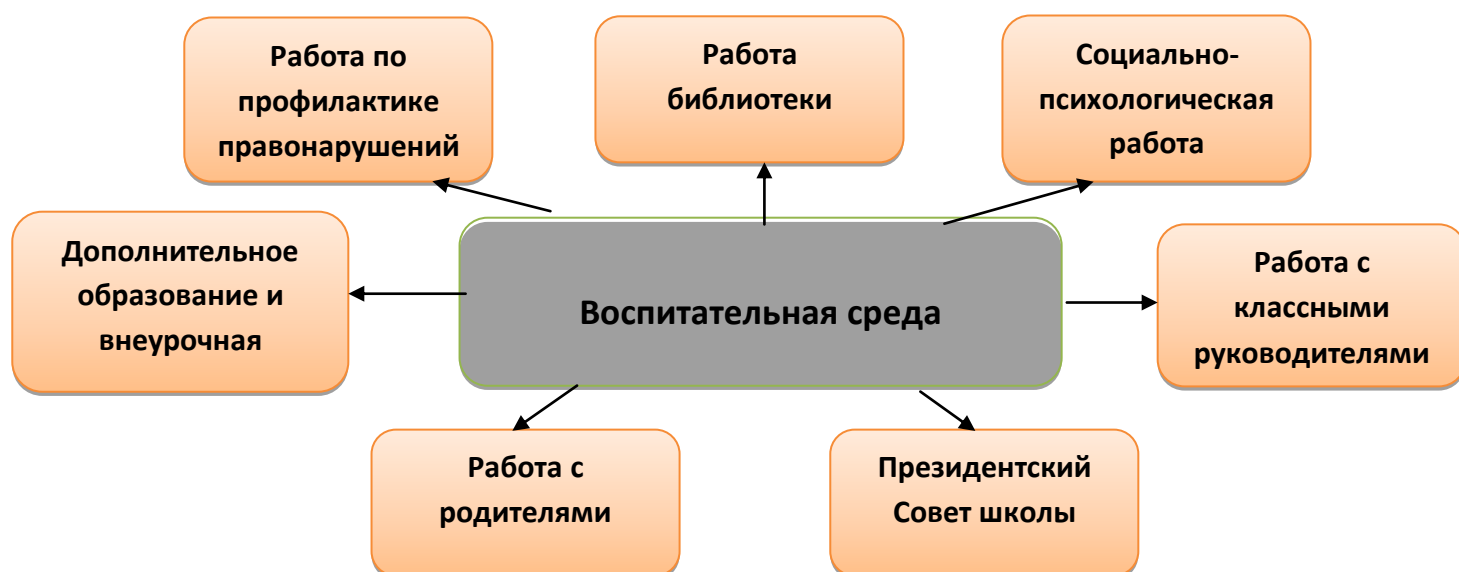 Работа по
профилактике
правонарушений
Работа
библиотеки
Социально-
психологическая
работа
Дополнительное
образование и
внеурочная
Воспитательная среда
Работа с
классными
руководителями
Работа с
родителями
Президентский
Совет школы